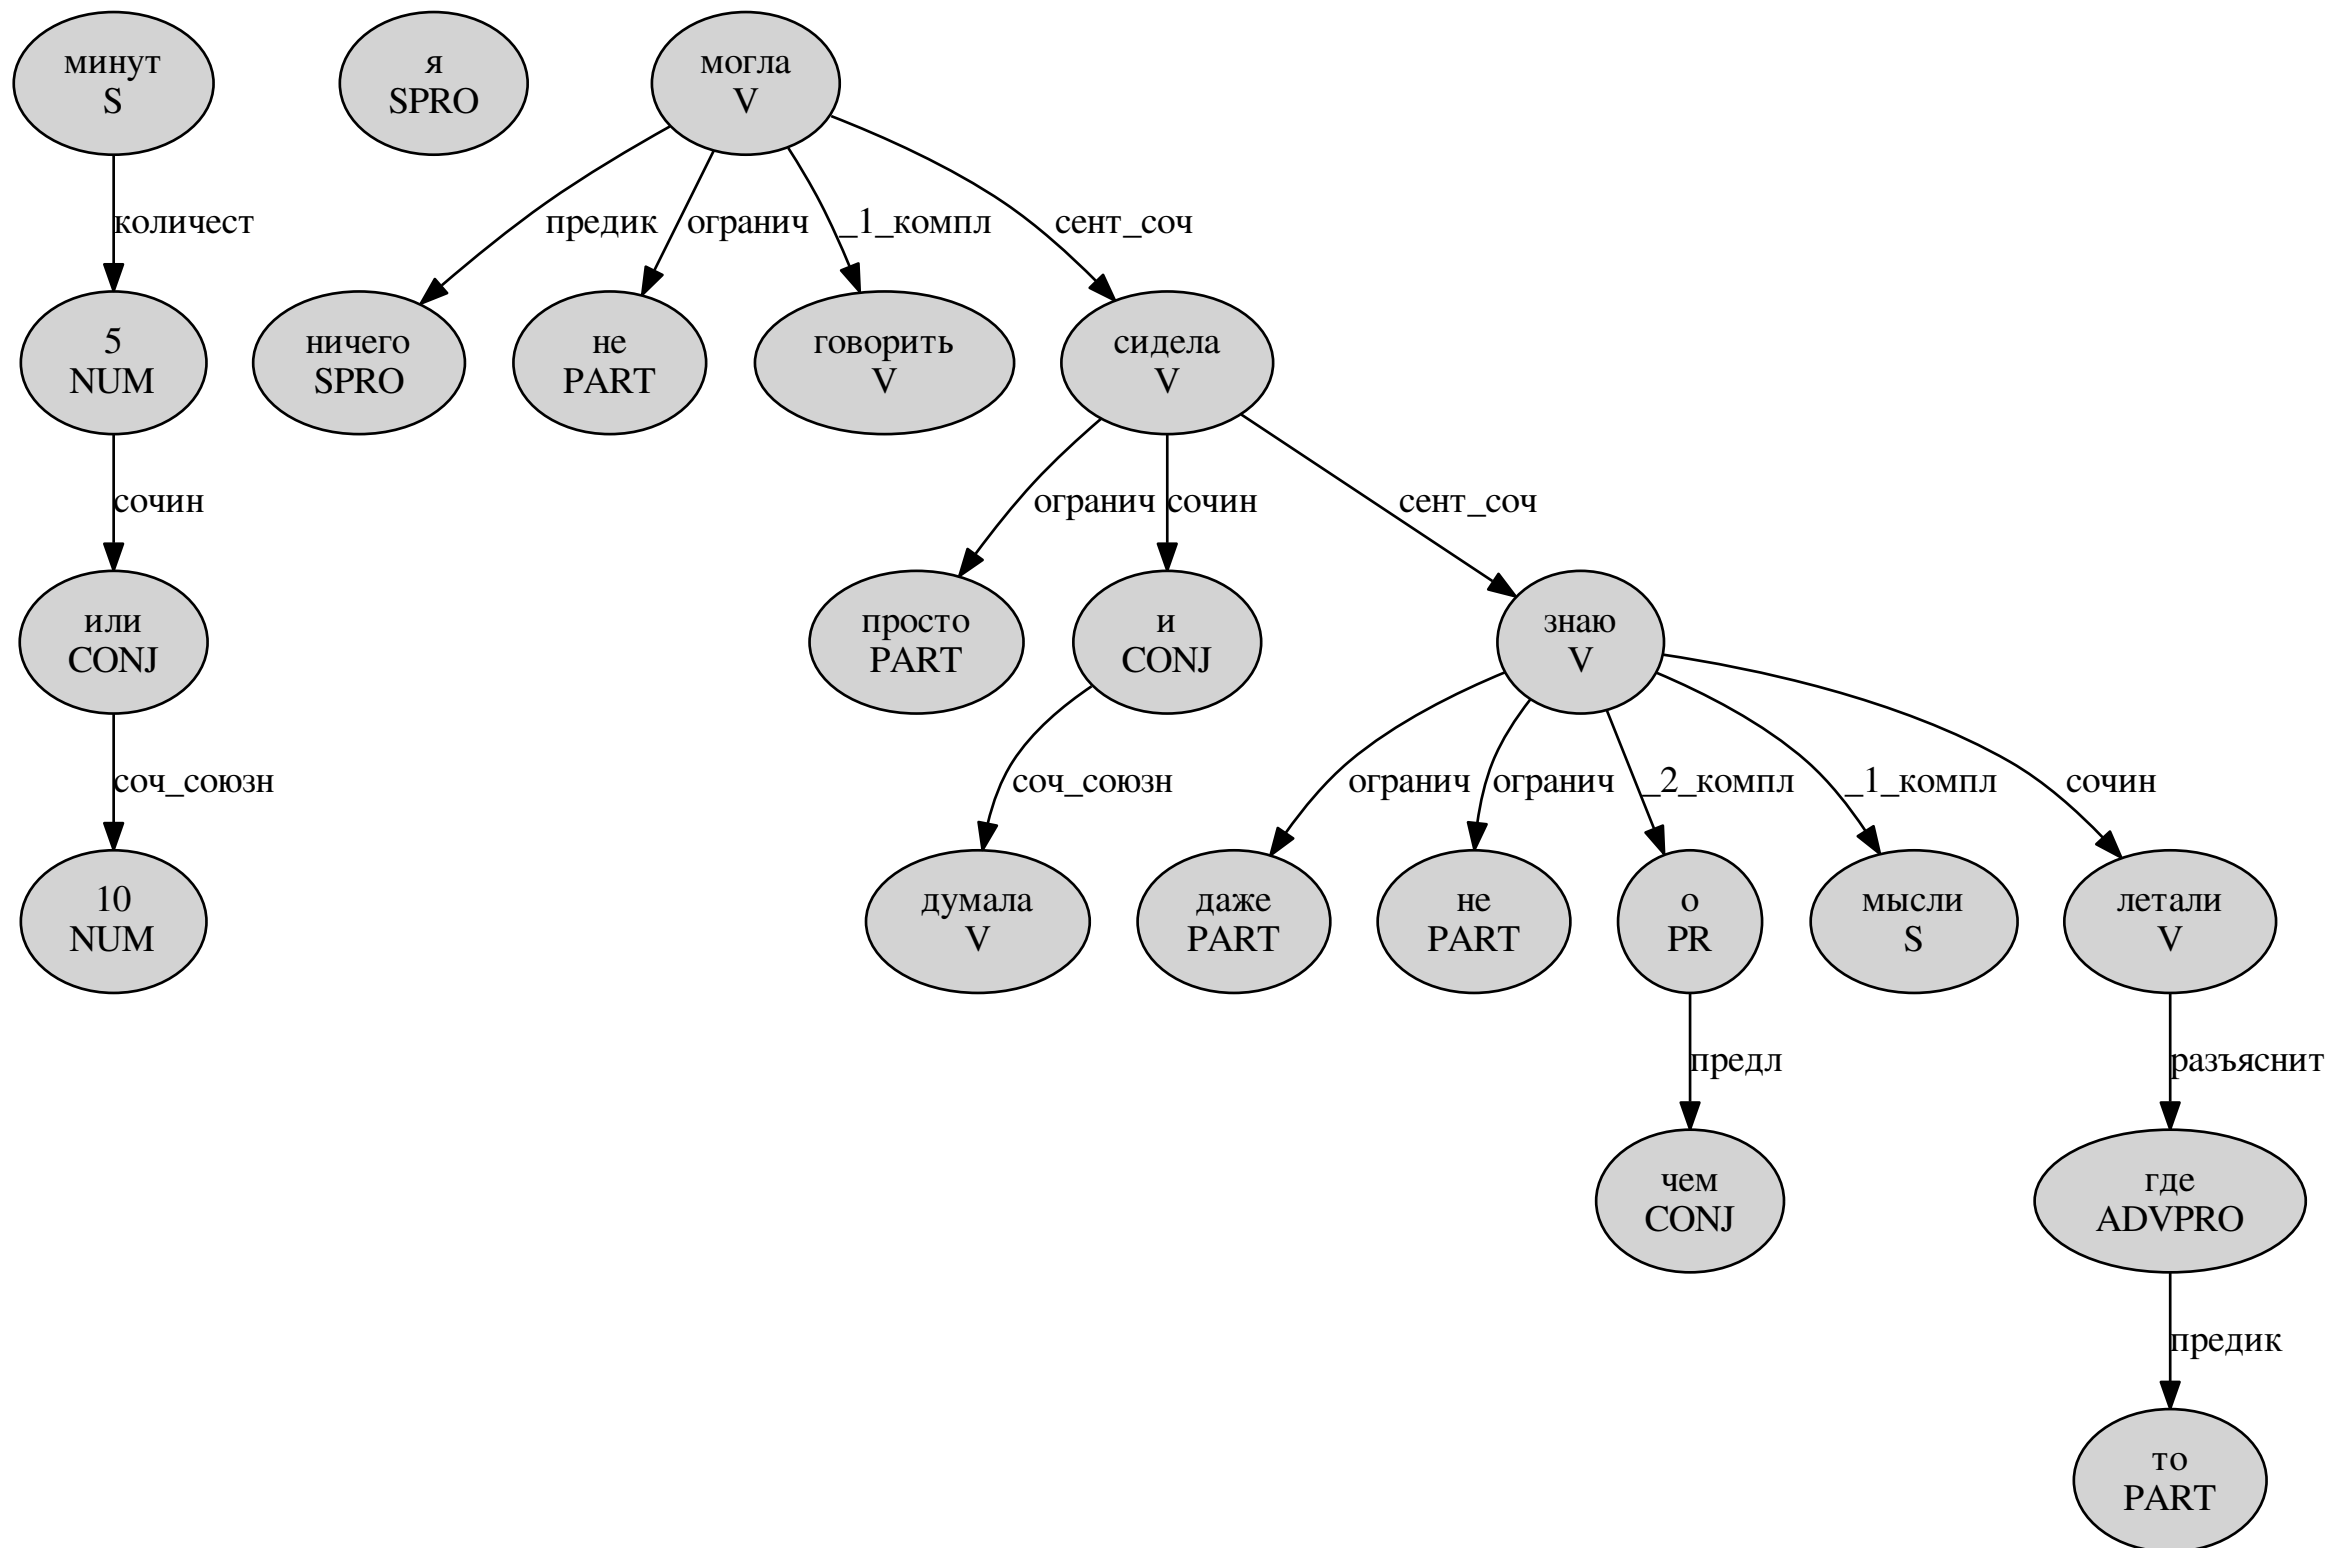 минут
S
я
SPRO
могла
V
количест
предик
огранич
_1_компл
сент_соч
5
NUM
ничего
SPRO
не
PART
говорить
V
сидела
V
сочин
огранич
сочин
сент_соч
или
CONJ
просто
PART
и
CONJ
знаю
V
соч_союзн
соч_союзн
огранич
огранич
_2_компл
_1_компл
сочин
10
NUM
думала
V
даже
PART
не
PART
о
PR
мысли
S
летали
V
предл
разъяснит
чем
CONJ
где
ADVPRO
предик
то
PART